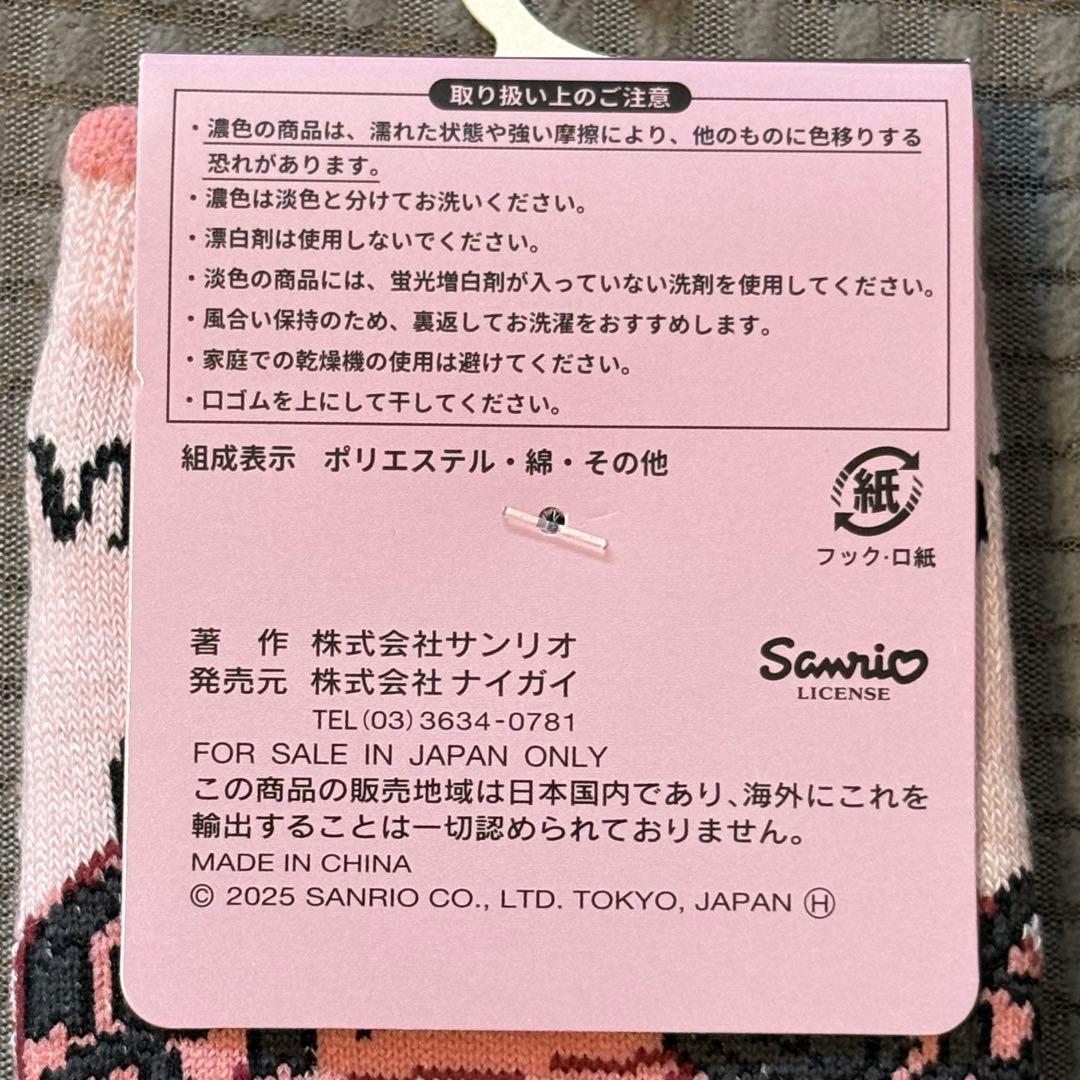 取り扱い上のご注意
・濃色の商品は、濡れた状態や強い摩擦により、他のものに色移りする
恐れがあります。
・濃色は淡色と分けてお洗いください。
・漂白剤は使用しないでください。
・淡色の商品には、蛍光増白剤が入っていない洗剤を使用してください。
・風合い保持のため、裏返してお洗濯をおすすめします。
・家庭での乾燥機の使用は避けてください。
・口ゴムを上にして干してください。
組成表示　ポリエステル・綿・その他
紙
フック・口紙
著　作　株式会社サンリオ
発売元　株式会社 ナイガイ
TEL(03)3634-0781
Sanrio
LICENSE
FOR SALE IN JAPAN ONLY
この商品の販売地域は日本国内であり、海外にこれを
輸出することは一切認められておりません。
MADE IN CHINA
© 2025 SANRIO CO., LTD. TOKYO, JAPAN Ⓗ